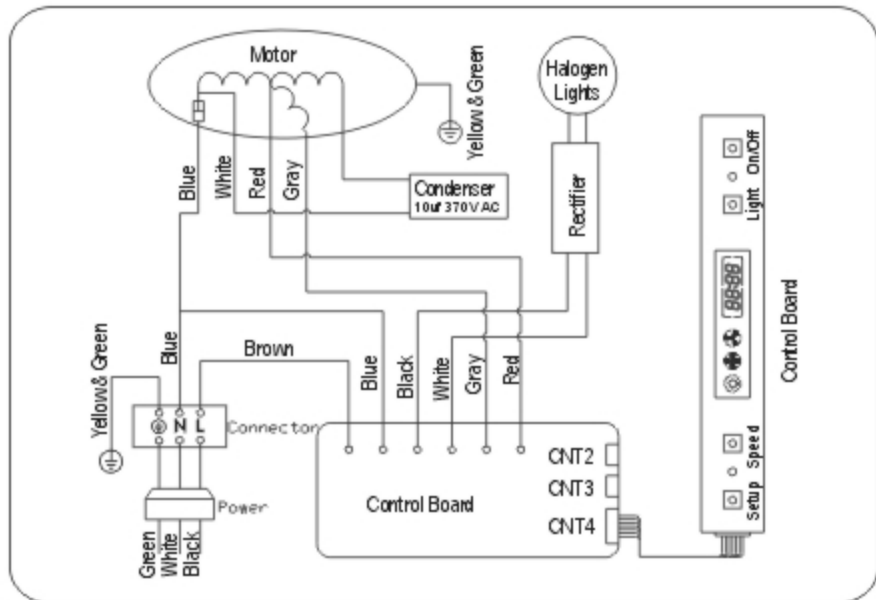 Motor
Yellow & Green
Halogen
Lights
Blue
White
Red
Gray
Condenser
10uf 370V AC
Rectifier
On/Off
Light
88:88
Control Board
Yellow & Green
Blue
Brown
Blue
Black
White
Gray
Red
N L
Connector
Power
Green
White
Black
Control Board
CNT2
CNT3
CNT4
Speed
Setup